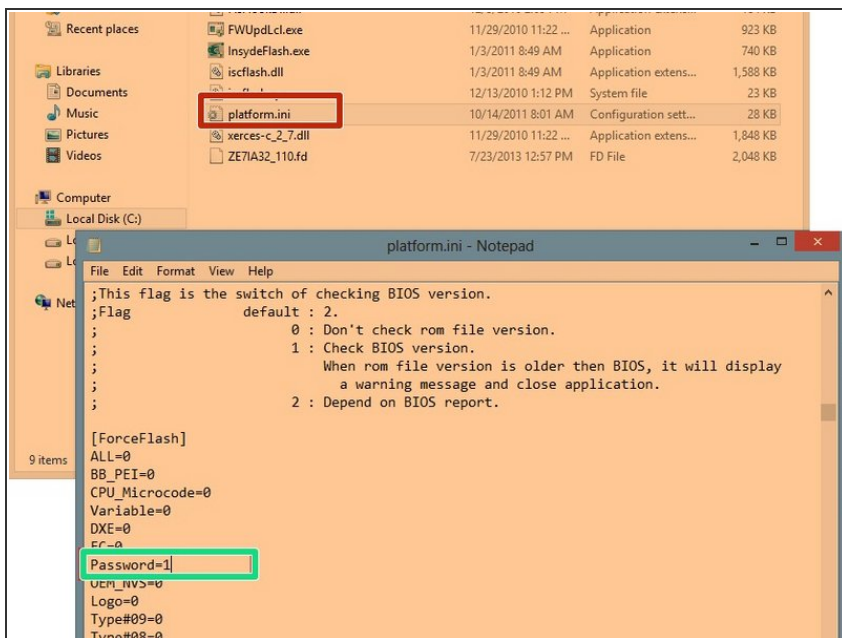 Recent places FWUpdLcl.exe 11/29/2010 11:22 ... Application 923 KB
InsydeFlash.exe 1/3/2011 8:49 AM Application 740 KB
Libraries iscflash.dll 1/3/2011 8:49 AM Application extens... 1,588 KB
Documents 12/13/2010 1:12 PM System file 23 KB
Music platform.ini 10/14/2011 8:01 AM Configuration sett... 28 KB
Pictures xerces-c_2_7.dll 11/29/2010 11:22 ... Application extens... 1,848 KB
Videos ZE7IA32_110.fd 7/23/2013 12:57 PM FD File 2,048 KB
Computer
Local Disk (C:)
Net
9 items
platform.ini - Notepad
File Edit Format View Help
;This flag is the switch of checking BIOS version.
;Flag default : 2.
; 0 : Don't check rom file version.
; 1 : Check BIOS version.
; When rom file version is older then BIOS, it will display
; a warning message and close application.
; 2 : Depend on BIOS report.
[ForceFlash]
ALL=0
BB_PEI=0
CPU_Microcode=0
Variable=0
DXE=0
EC=0
Password=1
OEM_NVS=0
Logo=0
Type#09=0
Type#08=0